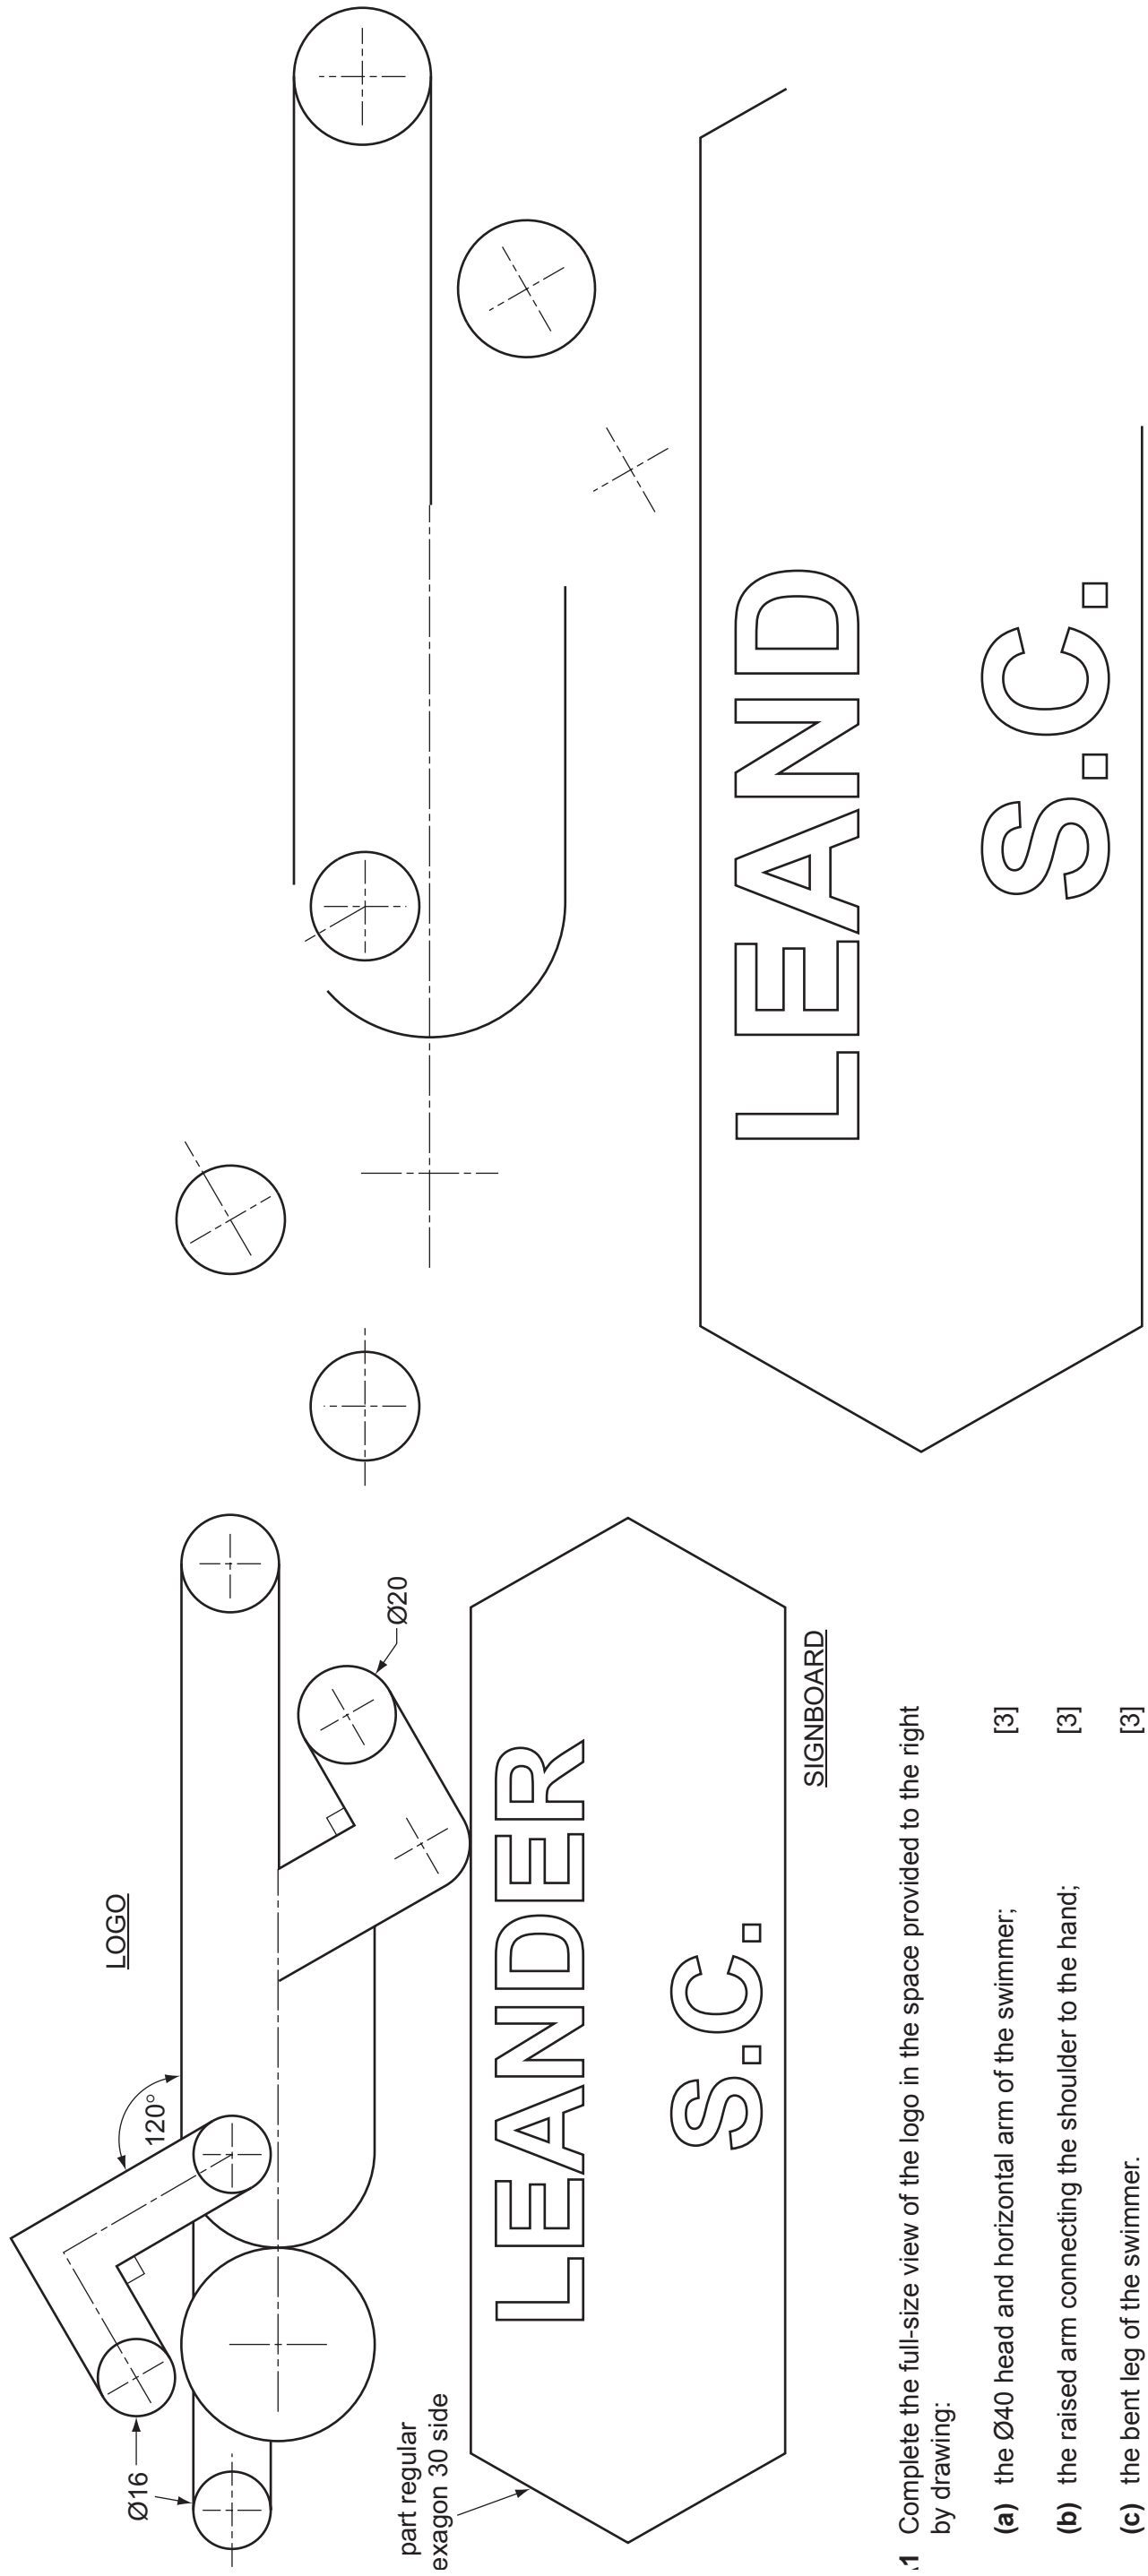 LOGO
120°
Ø16
Ø20
part regular
exagon 30 side
LEANDER
S.C.
SIGNBOARD
.1 Complete the full-size view of the logo in the space provided to the right
by drawing:
(a) the Ø40 head and horizontal arm of the swimmer; [3]
(b) the raised arm connecting the shoulder to the hand; [3]
(c) the bent leg of the swimmer. [3]
LEAND
S.C.